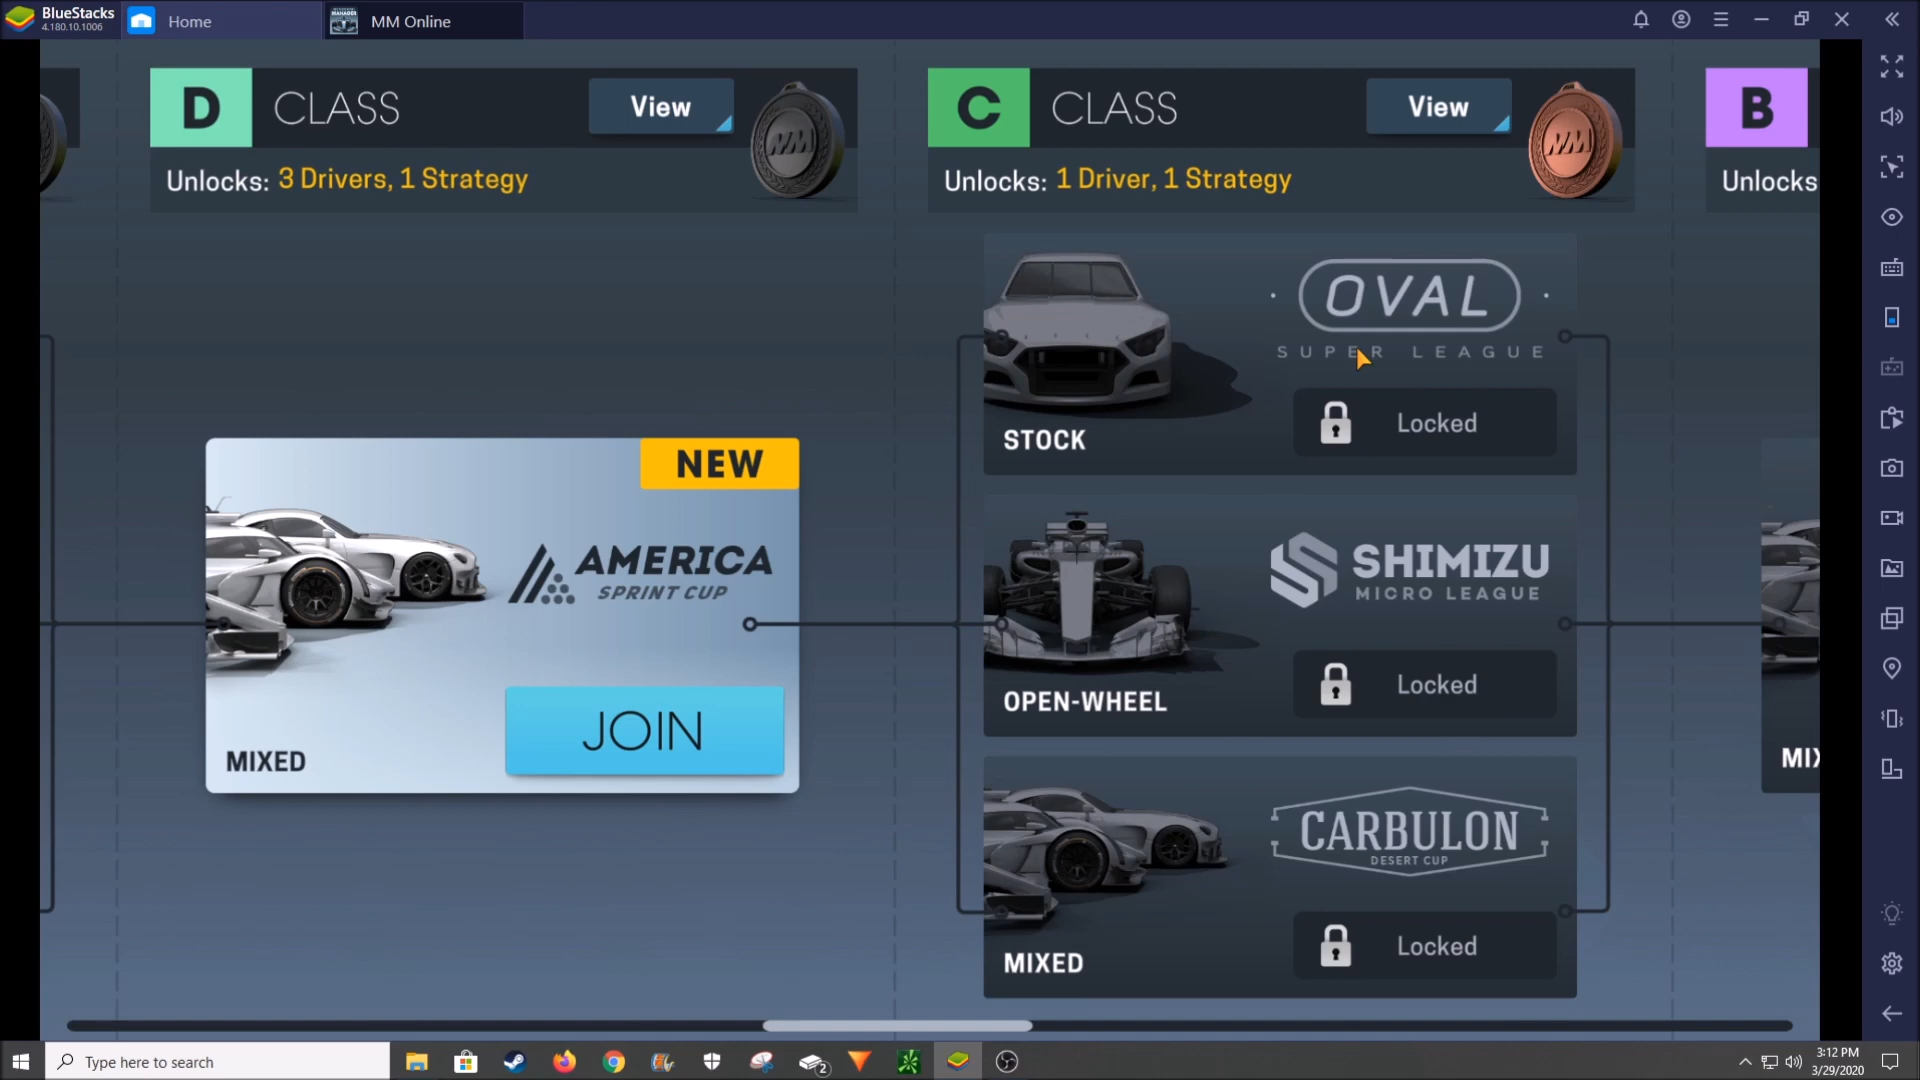 BlueStacks
4.180.10.1006
Home
MM Online
D CLASS View
Unlocks: 3 Drivers, 1 Strategy
C CLASS View
Unlocks: 1 Driver, 1 Strategy
B
Unlocks
NEW
AMERICA
SPRINT CUP
MIXED
JOIN
OVAL
SUPER LEAGUE
STOCK
Locked
SHIMIZU
MICRO LEAGUE
OPEN-WHEEL
Locked
CARBULON
DESERT CUP
MIXED
Locked
MIX
Type here to search
2
3:12 PM
3/29/2020